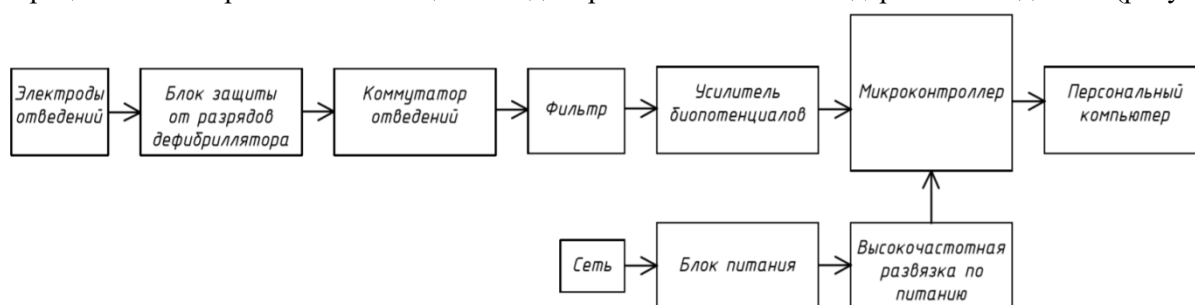 Электроды
отведений
Блок защиты
от разрядов
дефибриллятора
Коммутатор
отведений
Фильтр
Усилитель
биопотенциалов
Микроконтроллер
Персональный
компьютер
Сеть
Блок питания
Высокочастотная
развязка по
питанию